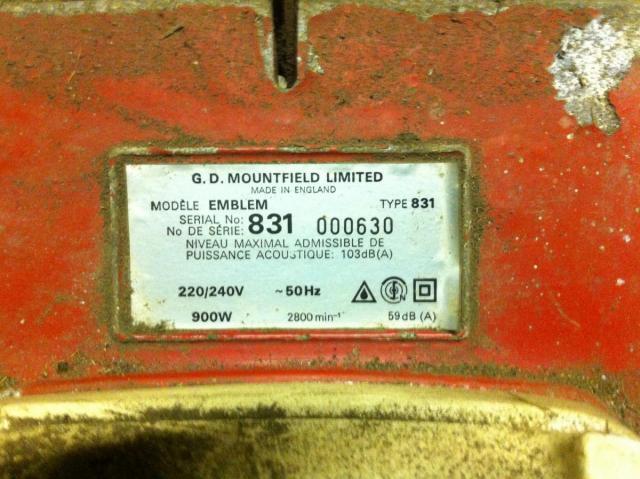 G.D. MOUNTFIELD LIMITED
MADE IN ENGLAND
MODÈLE EMBLEM TYPE 831
SERIAL No: 831 000630
No DE SÉRIE:
NIVEAU MAXIMAL ADMISSIBLE DE
PUISSANCE ACOUSTIQUE: 103dB(A)
220/240V ~50Hz
900W 2800 min⁻¹ 59dB (A)